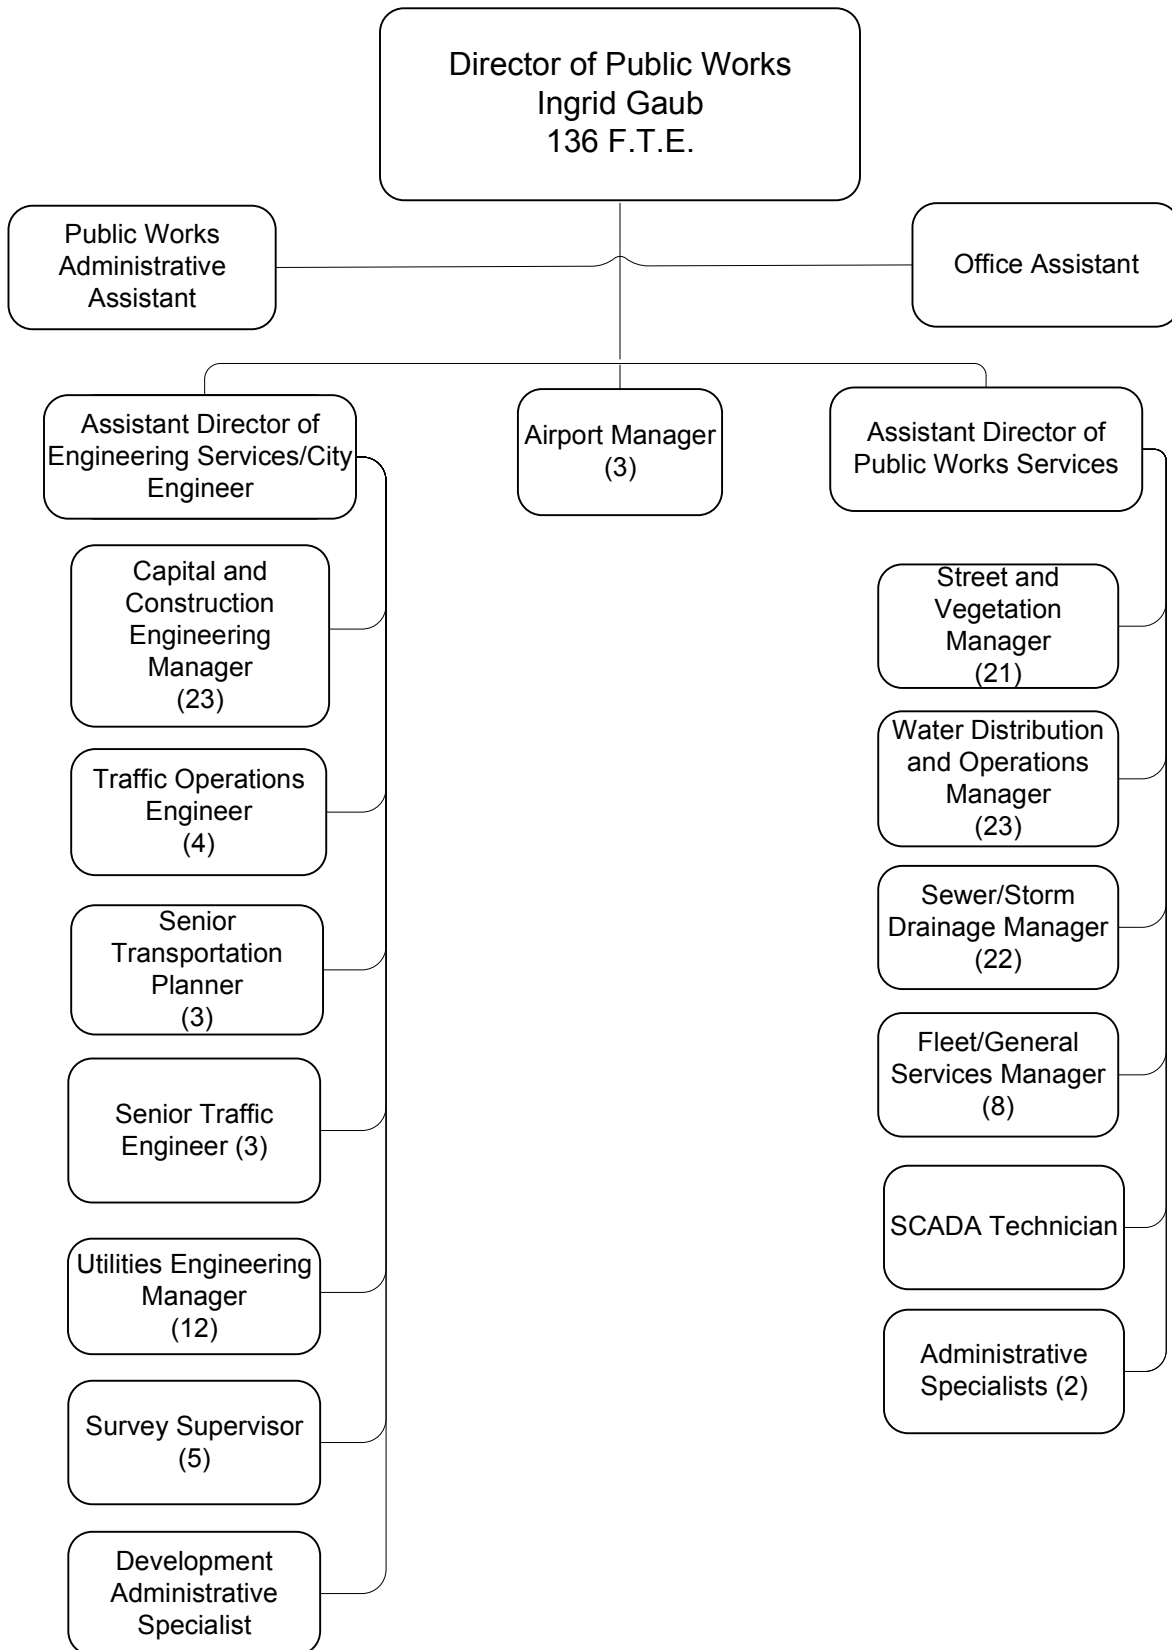 Director of Public Works
Ingrid Gaub
136 F.T.E.
Public Works
Administrative
Assistant
Office Assistant
Assistant Director of
Engineering Services/City
Engineer
Airport Manager
(3)
Assistant Director of
Public Works Services
Capital and
Construction
Engineering
Manager
(23)
Traffic Operations
Engineer
(4)
Senior
Transportation
Planner
(3)
Senior Traffic
Engineer (3)
Utilities Engineering
Manager
(12)
Survey Supervisor
(5)
Development
Administrative
Specialist
Street and
Vegetation
Manager
(21)
Water Distribution
and Operations
Manager
(23)
Sewer/Storm
Drainage Manager
(22)
Fleet/General
Services Manager
(8)
SCADA Technician
Administrative
Specialists (2)